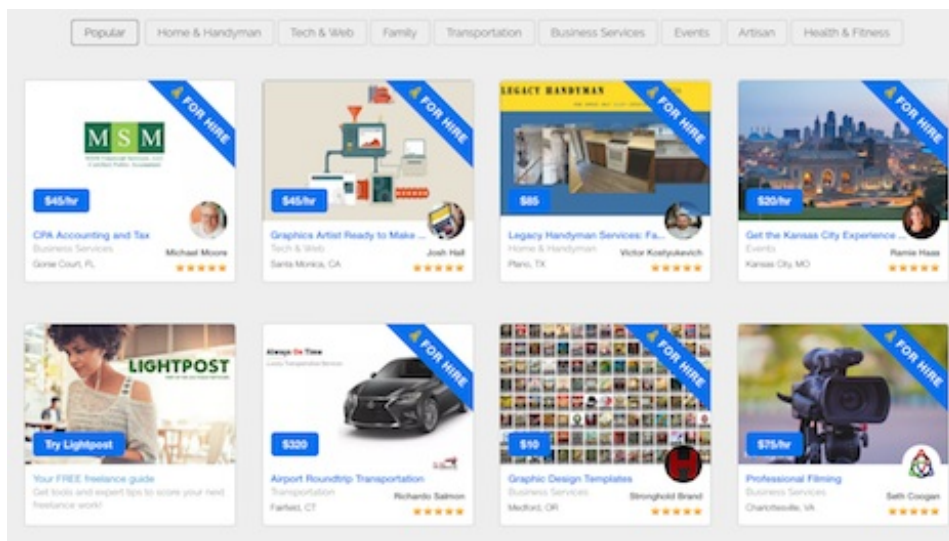 Popular Home & Handyman Tech & Web Family Transportation Business Services Events Artisan Health & Fitness
FOR HIRE
MSM
$45/hr
CPA Accounting and Tax
Business Services
Michael Moore
Gonie Court, FL
FOR HIRE
$45/hr
Graphics Artist Ready to Make ...
Tech & Web
Josh Hall
Santa Monica, CA
LEGACY HANDYMAN
FOR HIRE
$85
Legacy Handyman Services: Fa...
Home & Handyman
Victor Kostyukevich
Plano, TX
FOR HIRE
$20/hr
Get the Kansas City Experience ...
Events
Ramie Haas
Kansas City, MO
LIGHTPOST
Try Lightpost
Your FREE freelance guide
Get tools and expert tips to score your next
freelance work!
Always On Time
FOR HIRE
$320
Airport Roundtrip Transportation
Transportation
Richardo Salmon
Fairfield, CT
FOR HIRE
$10
Graphic Design Templates
Business Services
Stronghold Brand
Medford, OR
FOR HIRE
$75/hr
Professional Filming
Business Services
Seth Coogan
Charlottesville, VA